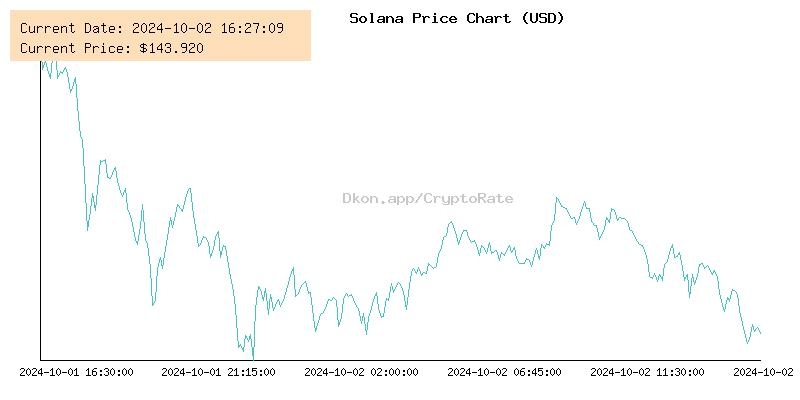 Solana Price Chart (USD)
Current Date: 2024-10-02 16:27:09
Current Price: $143.920
Dkon.app/CryptoRate
2024-10-01 16:30:00 2024-10-01 21:15:00 2024-10-02 02:00:00 2024-10-02 06:45:00 2024-10-02 11:30:00 2024-10-02